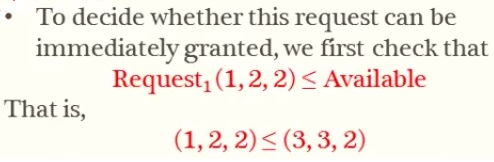 • To decide whether this request can be
immediately granted, we first check that
Request₁ (1, 2, 2) ≤ Available
That is,
(1, 2, 2) ≤ (3, 3, 2)